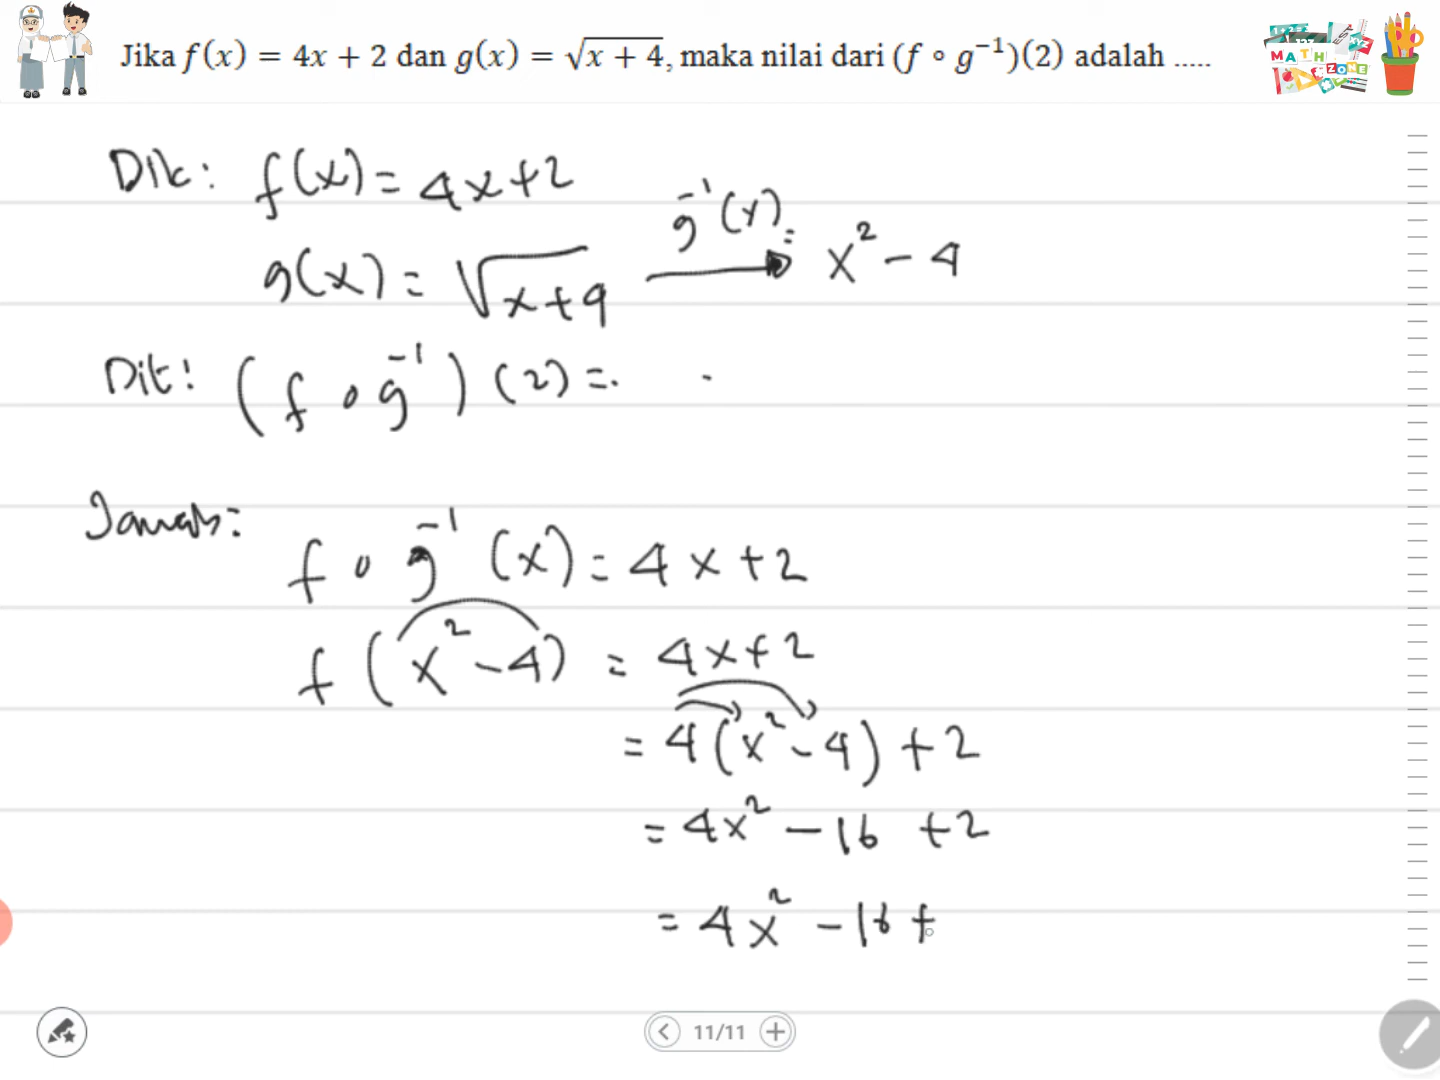 Jika f(x) = 4x + 2 dan g(x) = √x + 4, maka nilai dari (f ∘ g⁻¹)(2) adalah .....
MATH
ZONE
Dik: f(x) = 4x+2
g(x) = √x+9 g⁻¹(x) = → x² - 4
Dit! (f o g⁻¹)(2) = . .
Jawab:
f o g⁻¹ (x) = 4x+2
f(x² - 4) = 4x+2
= 4(x² - 4) + 2
= 4x² - 16 + 2
= 4x² - 16 +
11/11